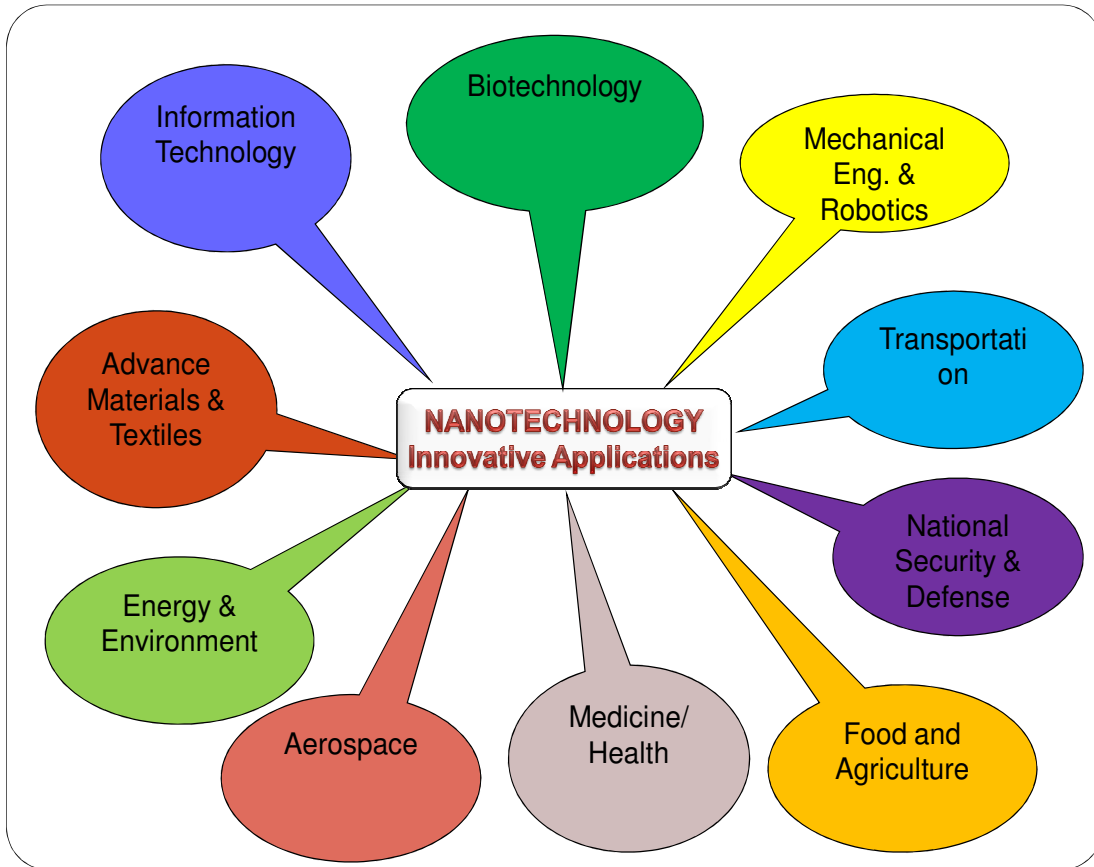 Information
Technology
Biotechnology
Mechanical
Eng. &
Robotics
Advance
Materials &
Textiles
NANOTECHNOLOGY
Innovative Applications
Transportati
on
National
Security &
Defense
Energy &
Environment
Aerospace
Medicine/
Health
Food and
Agriculture